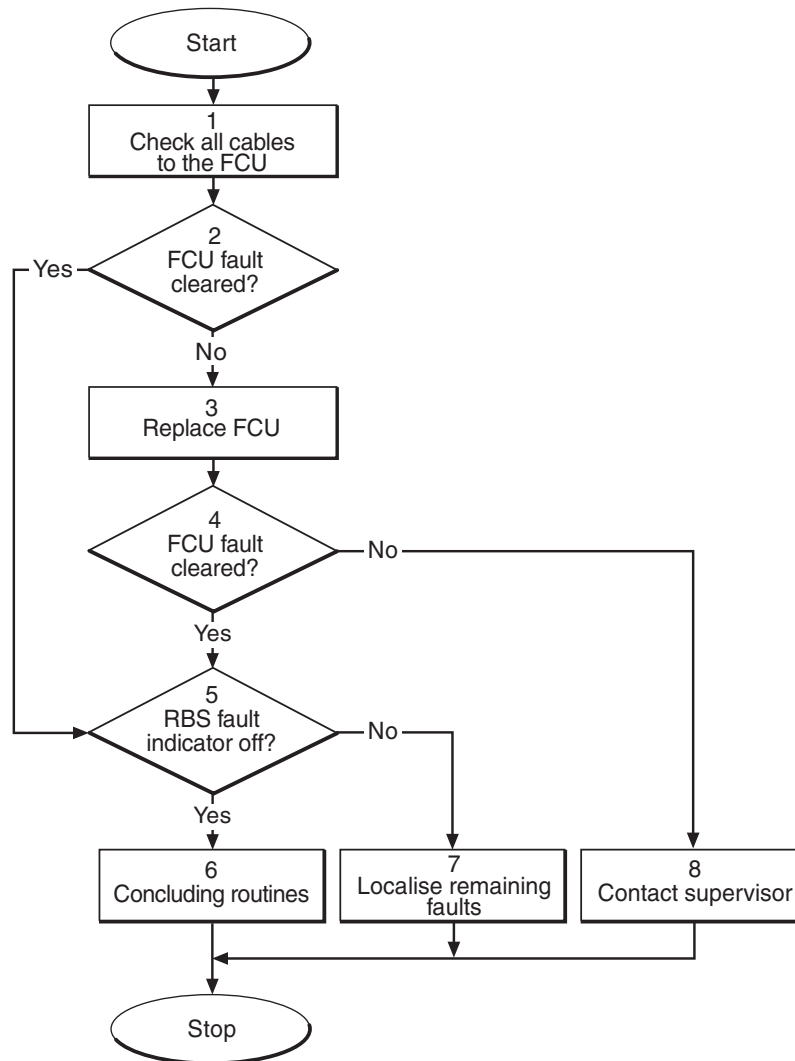 Start
1
Check all cables
to the FCU
2
FCU fault
cleared?
Yes
No
3
Replace FCU
4
FCU fault
cleared?
No
Yes
5
RBS fault
indicator off?
No
Yes
6
Concluding routines
7
Localise remaining
faults
8
Contact supervisor
Stop